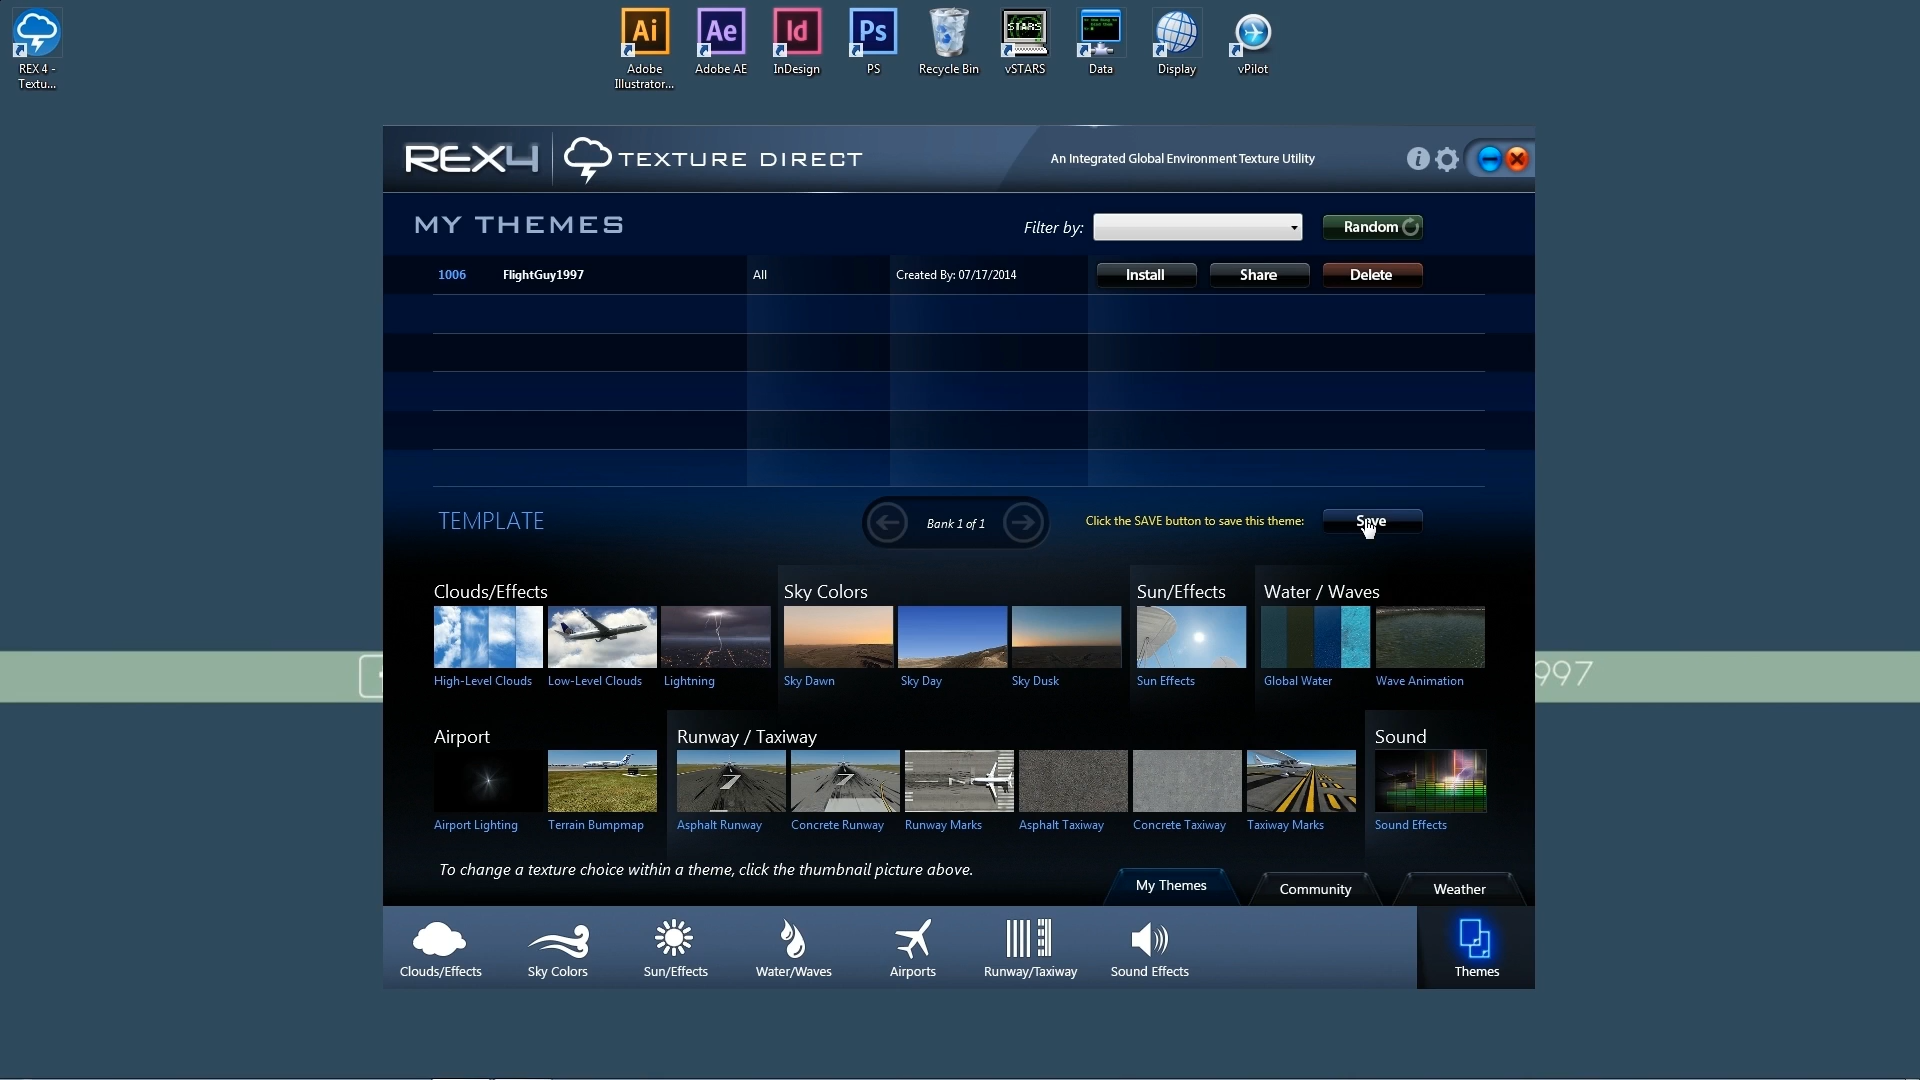 REX 4 -
Textu...
Ai
Adobe
Illustrator...
Ae
Adobe AE
Id
InDesign
Ps
PS
Recycle Bin
STARS
vSTARS
Data
Display
vPilot
REX4
TEXTURE DIRECT
An Integrated Global Environment Texture Utility
MY THEMES
Filter by:
Random
1006
FlightGuy1997
All
Created By: 07/17/2014
Install
Share
Delete
TEMPLATE
Bank 1 of 1
Click the SAVE button to save this theme:
Save
Clouds/Effects
Sky Colors
Sun/Effects
Water / Waves
High-Level Clouds
Low-Level Clouds
Lightning
Sky Dawn
Sky Day
Sky Dusk
Sun Effects
Global Water
Wave Animation
997
Airport
Runway / Taxiway
Sound
Airport Lighting
Terrain Bumpmap
Asphalt Runway
Concrete Runway
Runway Marks
Asphalt Taxiway
Concrete Taxiway
Taxiway Marks
Sound Effects
To change a texture choice within a theme, click the thumbnail picture above.
My Themes
Community
Weather
Clouds/Effects
Sky Colors
Sun/Effects
Water/Waves
Airports
Runway/Taxiway
Sound Effects
Themes